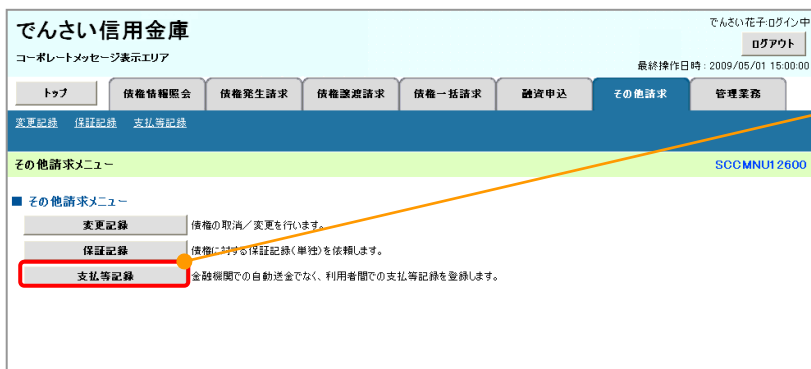 でんさい信用金庫
コーポレートメッセージ表示エリア
でんさい花子:ログイン中
ログアウト
最終操作日時:2009/05/01 15:00:00
トップ 債権情報照会 債権発生請求 債権譲渡請求 債権一括請求 融資申込 その他請求 管理業務
変更記録 保証記録 支払等記録
その他請求メニュー SCCMNU12600
■ その他請求メニュー
変更記録 債権の取消/変更を行います。
保証記録 債権に対する保証記録(単独)を依頼します。
支払等記録 金融機関での自動送金でなく、利用者間での支払等記録を登録します。